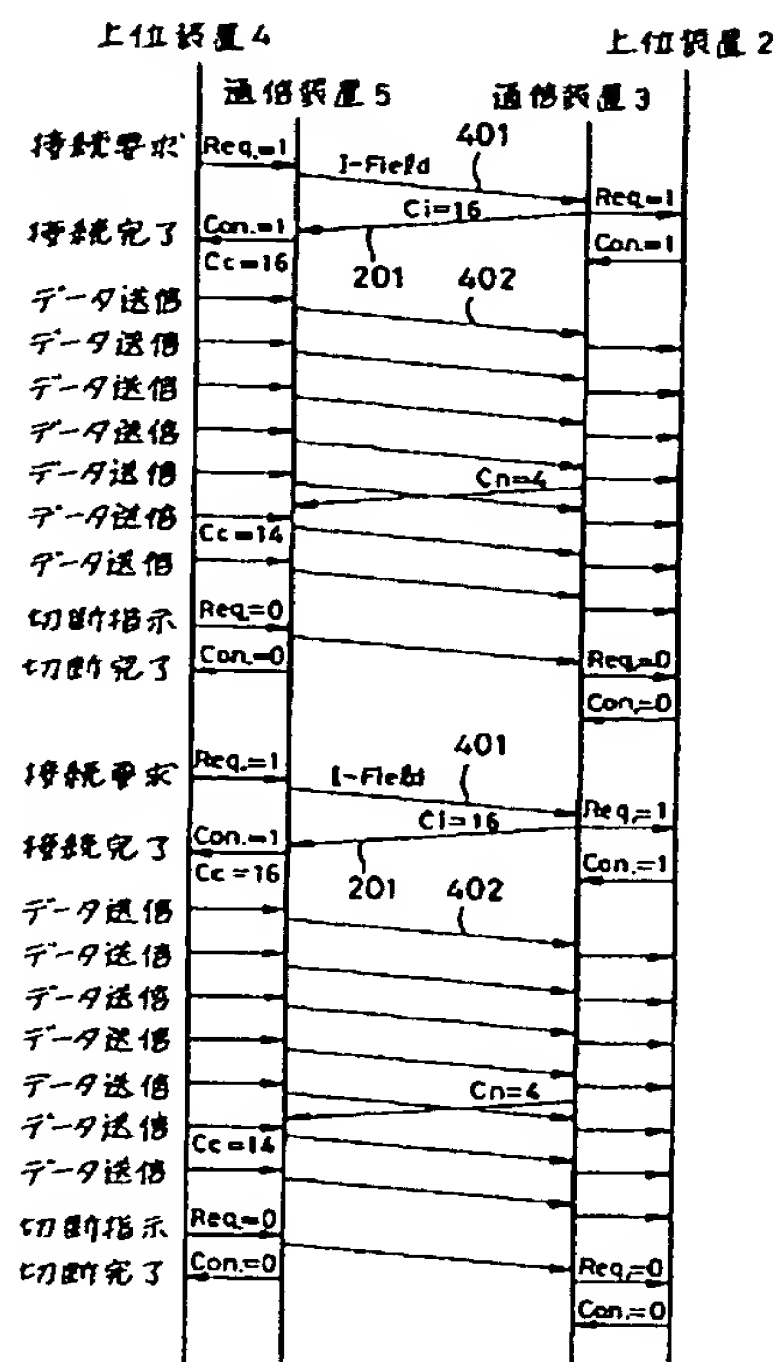 上位装置4
上位装置2
通信装置5
通信装置3
接続要求
Req.=1
I-Field
401
Req.=1
Ci=16
接続完了
Con.=1
Con.=1
Cc=16
201
402
データ送信
データ送信
データ送信
データ送信
データ送信
Cn=4
データ送信
Cc=14
データ送信
切断指示
Req.=0
切断完了
Con.=0
Req.=0
Con.=0
接続要求
Req.=1
I-Field
401
Req.=1
Ci=16
接続完了
Con.=1
Con.=1
Cc=16
201
402
データ送信
データ送信
データ送信
データ送信
データ送信
Cn=4
データ送信
Cc=14
データ送信
切断指示
Req.=0
切断完了
Con.=0
Req.=0
Con.=0